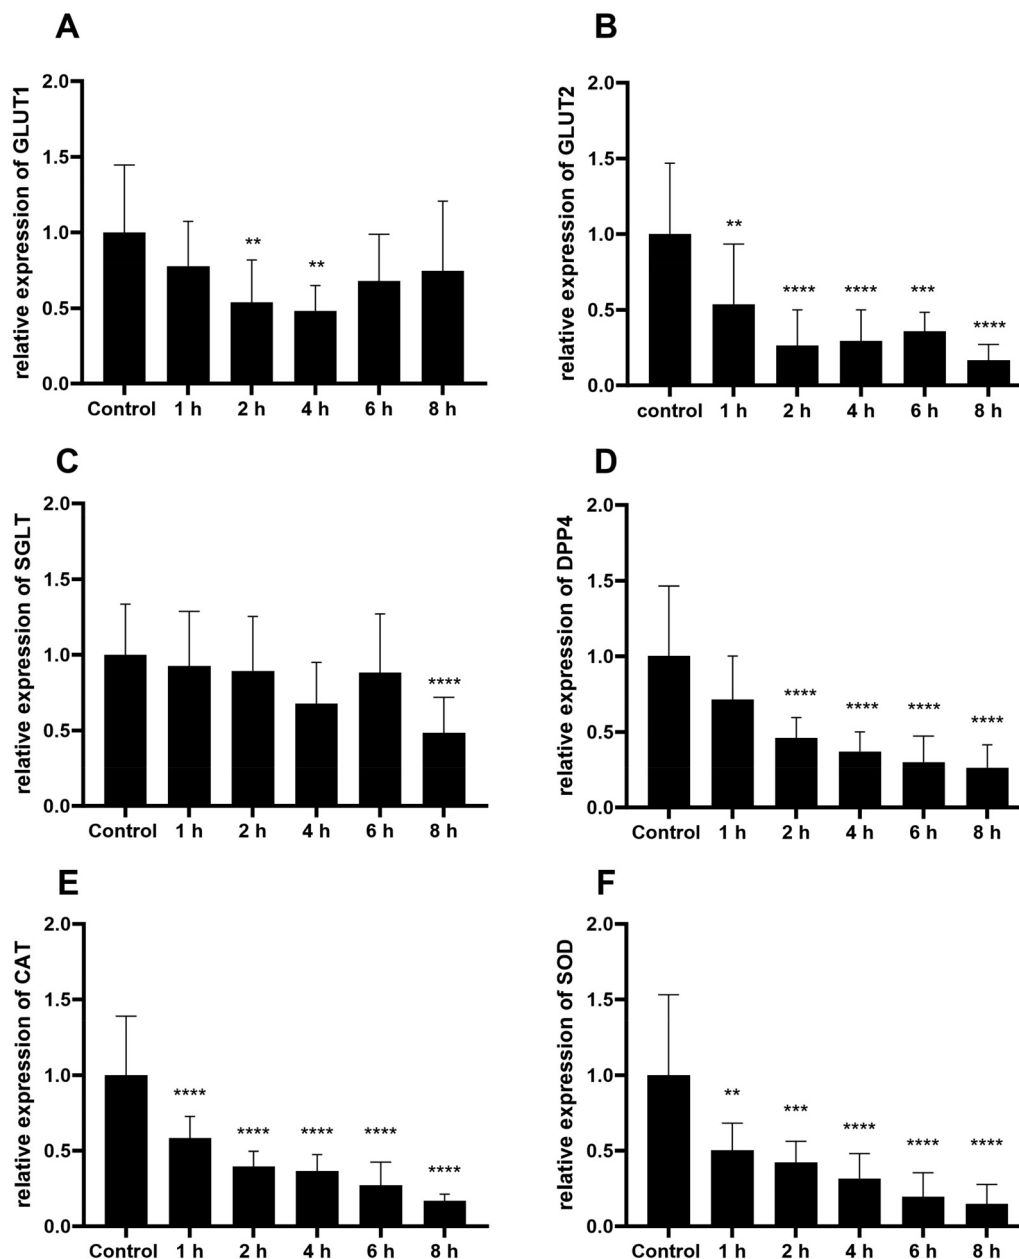 A
relative expression of GLUT1
2.0
1.5
1.0
0.5
0.0
**
**
Control 1 h 2 h 4 h 6 h 8 h
B
relative expression of GLUT2
2.0
1.5
1.0
0.5
0.0
**
****
****
***
****
control 1 h 2 h 4 h 6 h 8 h
C
relative expression of SGLT
2.0
1.5
1.0
0.5
0.0
****
Control 1 h 2 h 4 h 6 h 8 h
D
relative expression of DPP4
2.0
1.5
1.0
0.5
0.0
****
****
****
****
Control 1 h 2 h 4 h 6 h 8 h
E
relative expression of CAT
2.0
1.5
1.0
0.5
0.0
****
****
****
****
****
Control 1 h 2 h 4 h 6 h 8 h
F
relative expression of SOD
2.0
1.5
1.0
0.5
0.0
**
***
****
****
****
Control 1 h 2 h 4 h 6 h 8 h